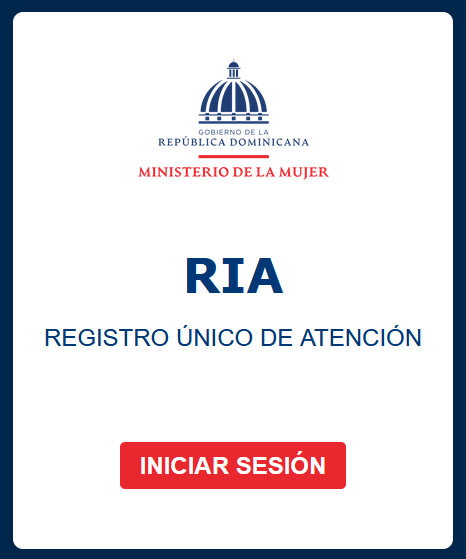 GOBIERNO DE LA
REPÚBLICA DOMINICANA
MINISTERIO DE LA MUJER
RIA
REGISTRO ÚNICO DE ATENCIÓN
INICIAR SESIÓN